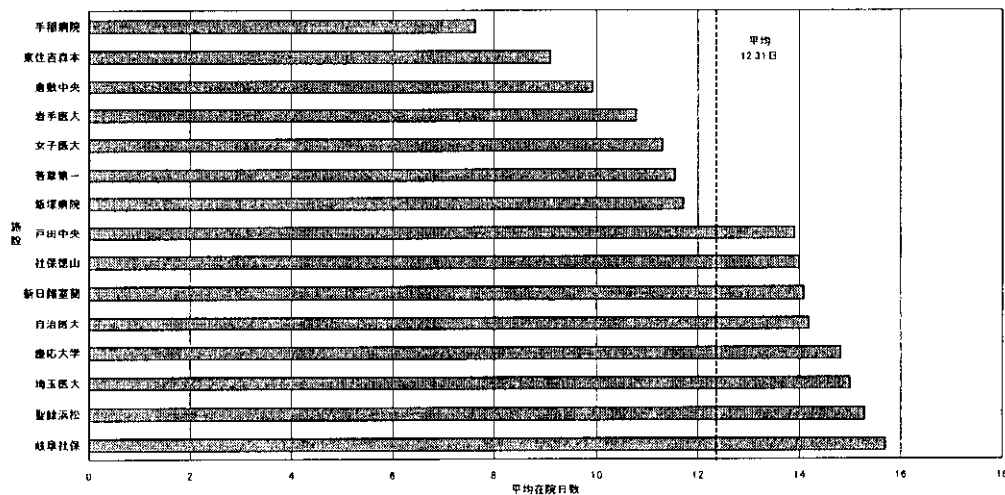 手稲病院
東住吉森本
倉敷中央
岩手医大
女子医大
若草第一
飯塚病院
戸田中央
社保徳山
新日鐵室蘭
自治医大
慶応大学
埼玉医大
聖隷浜松
岐阜社保
施設
平均
12.31日
0 2 4 6 8 10 12 14 16 18
平均在院日数